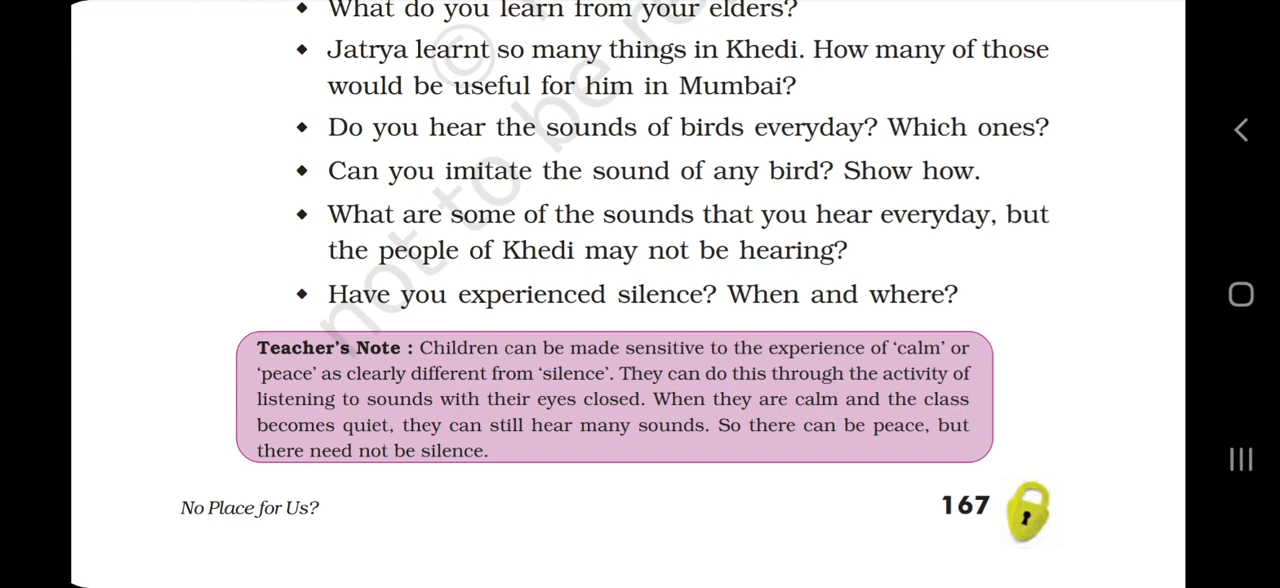 What do you learn from your elders?
Jatrya learnt so many things in Khedi. How many of those
would be useful for him in Mumbai?
Do you hear the sounds of birds everyday? Which ones?
Can you imitate the sound of any bird? Show how.
What are some of the sounds that you hear everyday, but
the people of Khedi may not be hearing?
Have you experienced silence? When and where?
Teacher's Note : Children can be made sensitive to the experience of 'calm' or
'peace' as clearly different from 'silence'. They can do this through the activity of
listening to sounds with their eyes closed. When they are calm and the class
becomes quiet, they can still hear many sounds. So there can be peace, but
there need not be silence.
No Place for Us?
167
© 
not to be re